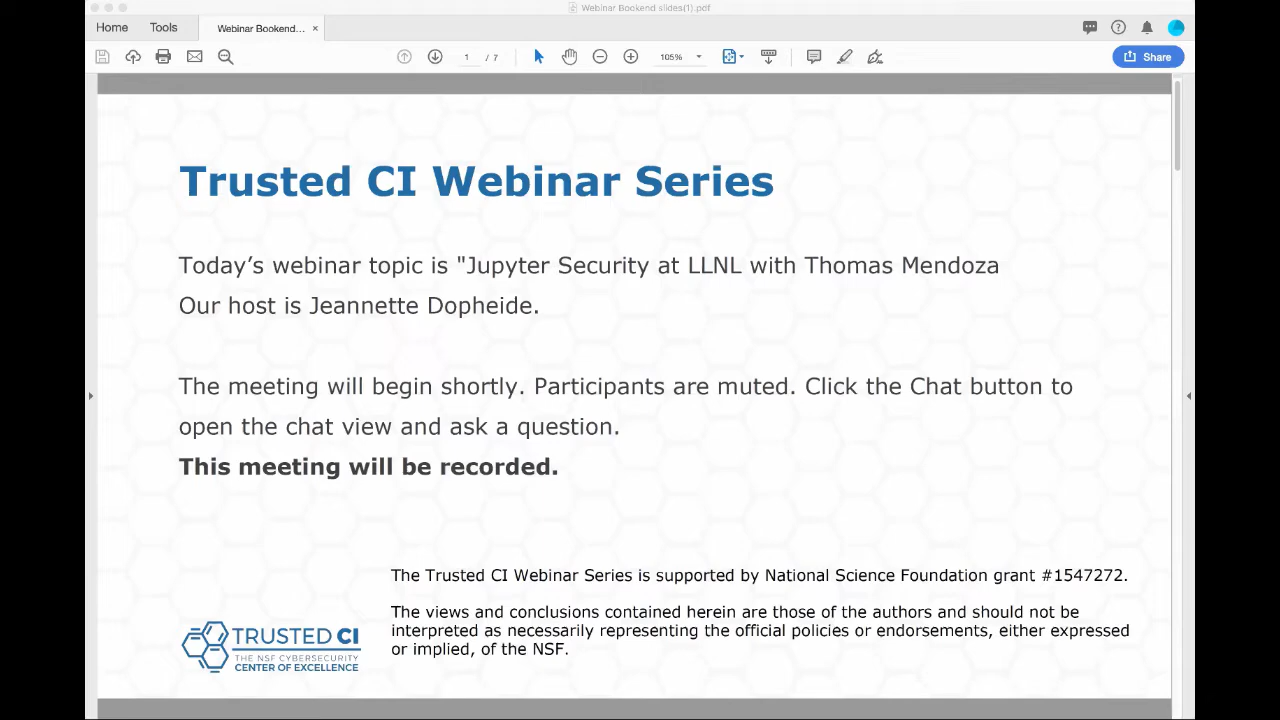 Webinar Bookend slides(1).pdf
Home Tools Webinar Bookend... ×
1 / 7 105% Share
Trusted CI Webinar Series
Today’s webinar topic is "Jupyter Security at LLNL with Thomas Mendoza
Our host is Jeannette Dopheide.
The meeting will begin shortly. Participants are muted. Click the Chat button to
open the chat view and ask a question.
This meeting will be recorded.
The Trusted CI Webinar Series is supported by National Science Foundation grant #1547272.
The views and conclusions contained herein are those of the authors and should not be
interpreted as necessarily representing the official policies or endorsements, either expressed
or implied, of the NSF.
TRUSTED CI
THE NSF CYBERSECURITY
CENTER OF EXCELLENCE